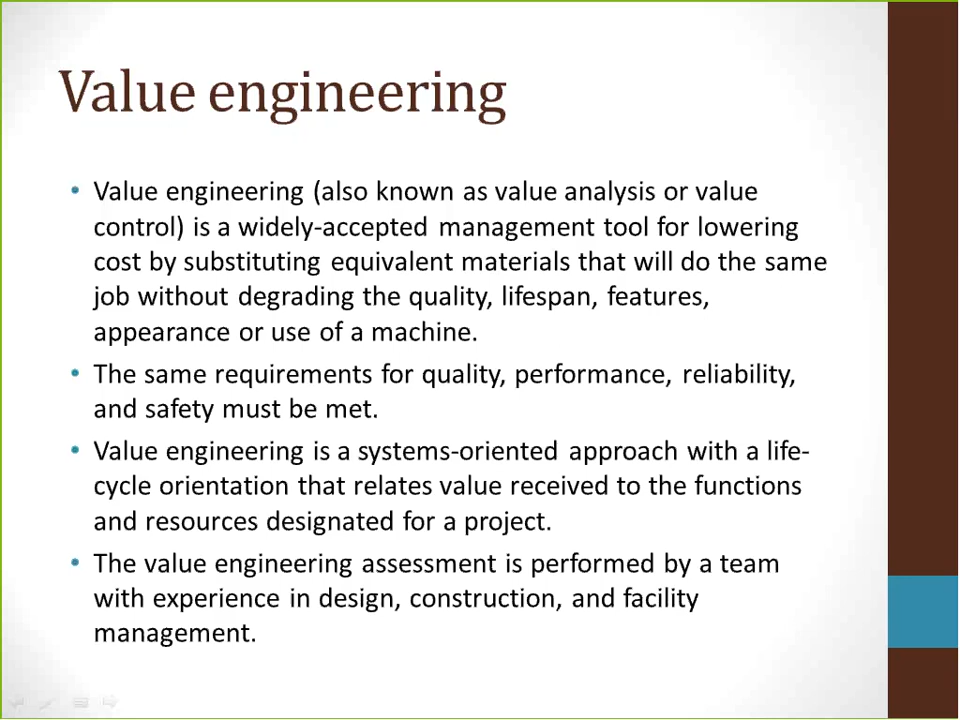 Value engineering
• Value engineering (also known as value analysis or value
control) is a widely-accepted management tool for lowering
cost by substituting equivalent materials that will do the same
job without degrading the quality, lifespan, features,
appearance or use of a machine.
• The same requirements for quality, performance, reliability,
and safety must be met.
• Value engineering is a systems-oriented approach with a life-
cycle orientation that relates value received to the functions
and resources designated for a project.
• The value engineering assessment is performed by a team
with experience in design, construction, and facility
management.